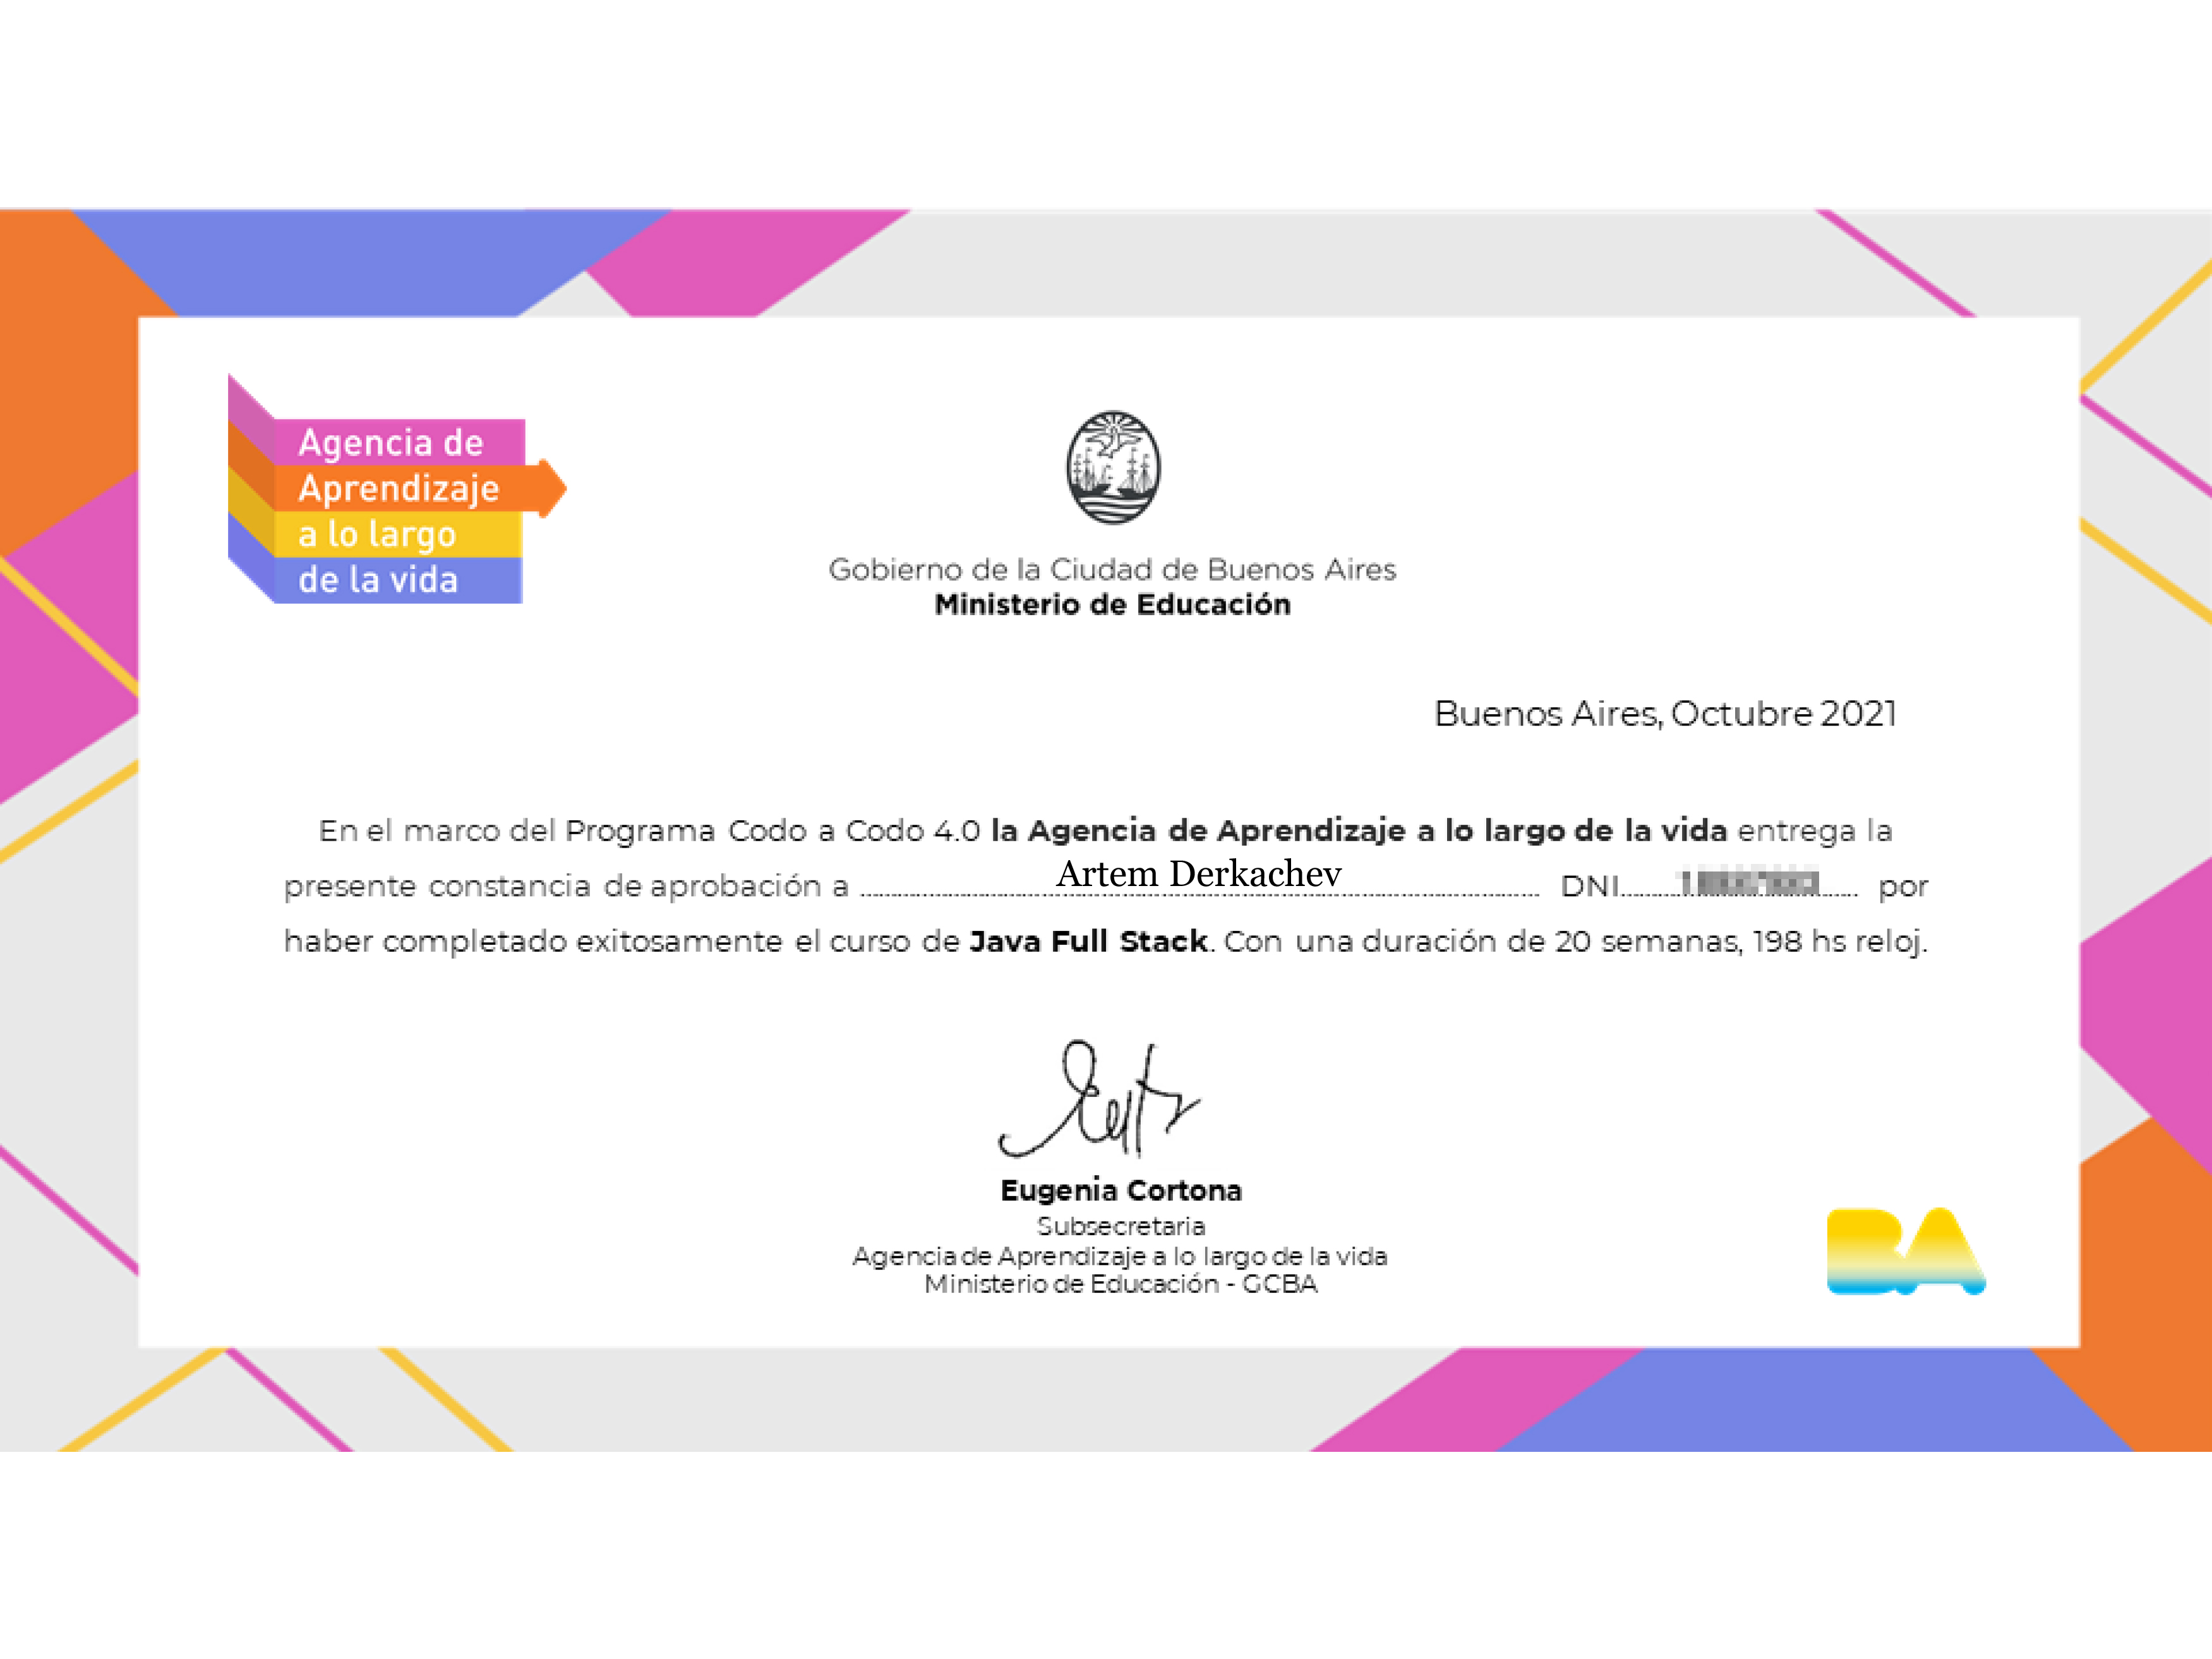 Agencia de
Aprendizaje
a lo largo
de la vida
Gobierno de la Ciudad de Buenos Aires
Ministerio de Educación
Buenos Aires, Octubre 2021
En el marco del Programa Codo a Codo 4.0 la Agencia de Aprendizaje a lo largo de la vida entrega la
presente constancia de aprobación a Artem Derkachev DNI por
haber completado exitosamente el curso de Java Full Stack. Con una duración de 20 semanas, 198 hs reloj.
Eugenia Cortona
Subsecretaria
Agencia de Aprendizaje a lo largo de la vida
Ministerio de Educación - GCBA
BA